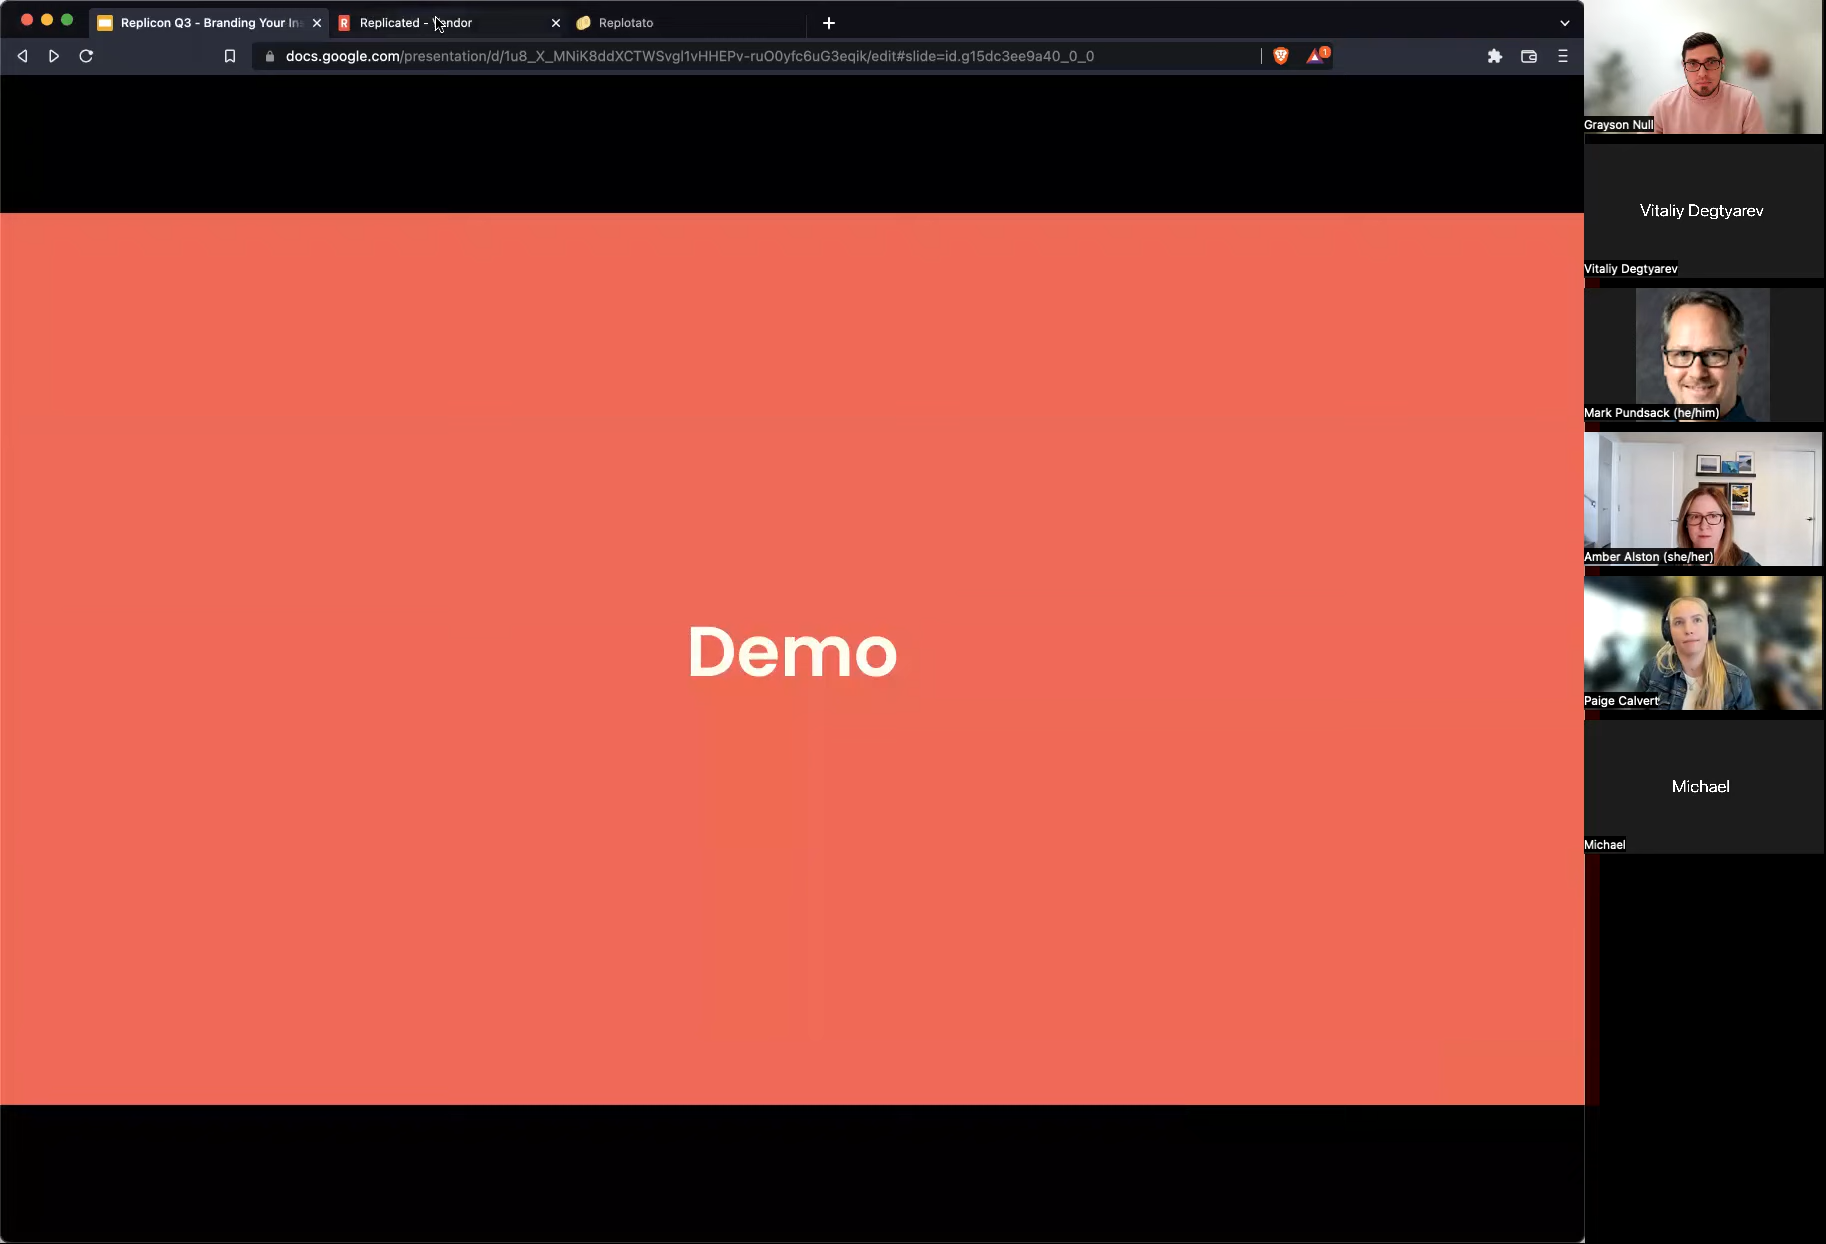 Replicon Q3 - Branding Your In
Replicated - Vendor
Replotato
docs.google.com/presentation/d/1u8_X_MNiK8ddXCTWSvgl1vHHEPv-ruO0yfc6uG3eqik/edit#slide=id.g15dc3ee9a40_0_0
1
Demo
Grayson Null
Vitaliy Degtyarev
Vitaliy Degtyarev
Mark Pundsack (he/him)
Amber Alston (she/her)
Paige Calvert
Michael
Michael